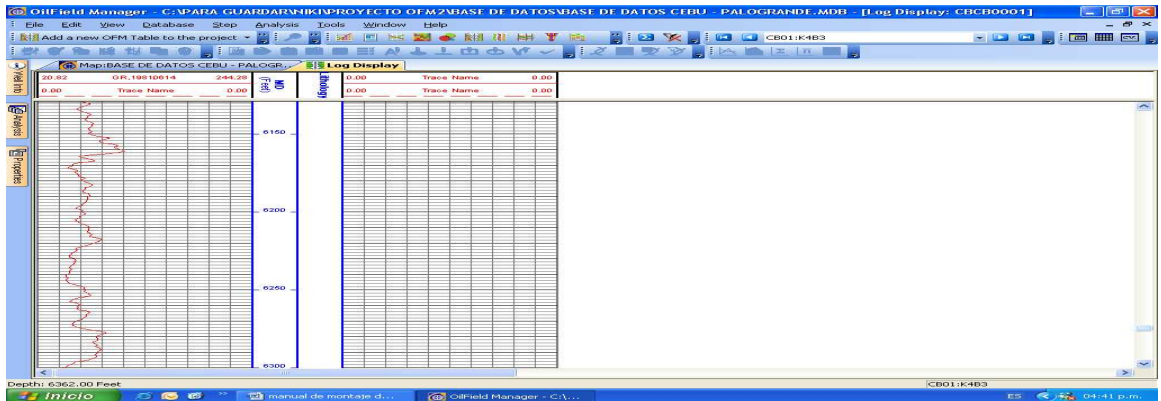 OilField Manager - C:\PARA GUARDAR\NIKI\PROYECTO OFM2\BASE DE DATOS\BASE DE DATOS CEBU - PALOGRANDE.MDB - [Log Display: CBCB0001]
File Edit View Database Step Analysis Tools Window Help
Add a new OFM Table to the project
CB01:K4B3
Map:BASE DE DATOS CEBU - PALOGR... Log Display
Well Info
Analysis
Properties
20.92 GR,19810614 244.28
0.00 Trace Name 0.00
MD
(Feet)
Lithology
0.00 Trace Name 0.00
0.00 Trace Name 0.00
6150
6200
6250
6300
Depth: 6362.00 Feet
CB01:K4B3
Inicio
manual de montaje d...
OilField Manager - C:\...
ES
04:41 p.m.